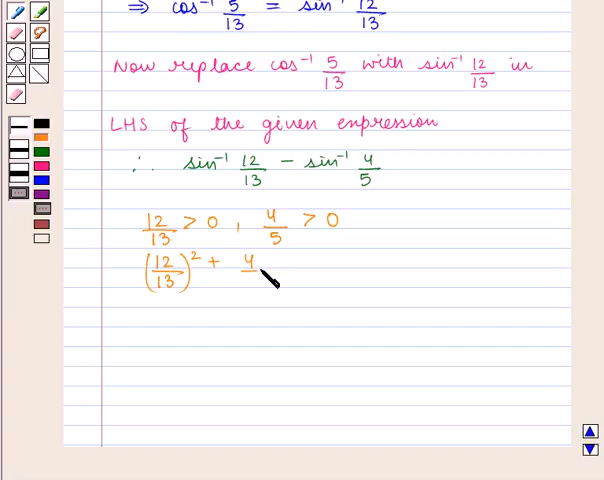 ⇒ cos⁻¹ 5/13 = sin⁻¹ 12/13
Now replace cos⁻¹ 5/13 with sin⁻¹ 12/13 in
LHS of the given expression
∴ sin⁻¹ 12/13 − sin⁻¹ 4/5
12/13 > 0 , 4/5 > 0
(12/13)² + 4